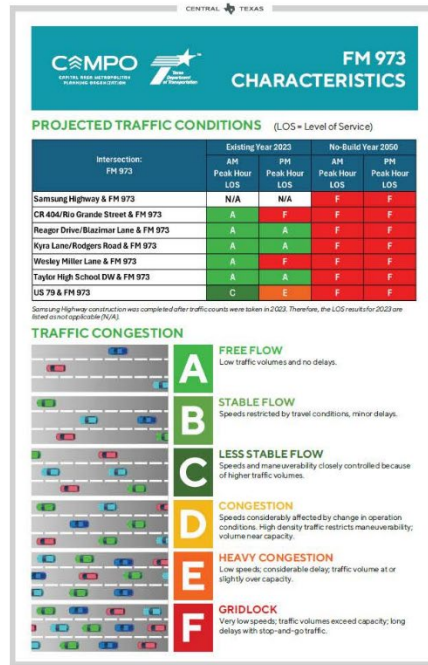 CENTRAL TEXAS
CAMPO
CAPITAL AREA METROPOLITAN
PLANNING ORGANIZATION
Texas
Department
of Transportation
FM 973
CHARACTERISTICS
PROJECTED TRAFFIC CONDITIONS (LOS = Level of Service)
Intersection:
FM 973
Existing Year 2023
No-Build Year 2050
AM
Peak Hour
LOS
PM
Peak Hour
LOS
AM
Peak Hour
LOS
PM
Peak Hour
LOS
Samsung Highway & FM 973 N/A N/A F F
CR 404/Rio Grande Street & FM 973 A F F F
Reagor Drive/Blazimar Lane & FM 973 A A F F
Kyra Lane/Rodgers Road & FM 973 A A F F
Wesley Miller Lane & FM 973 A F F F
Taylor High School DW & FM 973 A A F F
US 79 & FM 973 C E F F
Samsung Highway construction was completed after traffic counts were taken in 2023. Therefore, the LOS results for 2023 are
listed as not applicable (N/A).
TRAFFIC CONGESTION
A
FREE FLOW
Low traffic volumes and no delays.
B
STABLE FLOW
Speeds restricted by travel conditions, minor delays.
C
LESS STABLE FLOW
Speeds and maneuverability closely controlled because
of higher traffic volumes.
D
CONGESTION
Speeds considerably affected by change in operation
conditions. High density traffic restricts maneuverability;
volume near capacity.
E
HEAVY CONGESTION
Low speeds; considerable delay; traffic volume at or
slightly over capacity.
F
GRIDLOCK
Very low speeds; traffic volumes exceed capacity; long
delays with stop-and-go traffic.